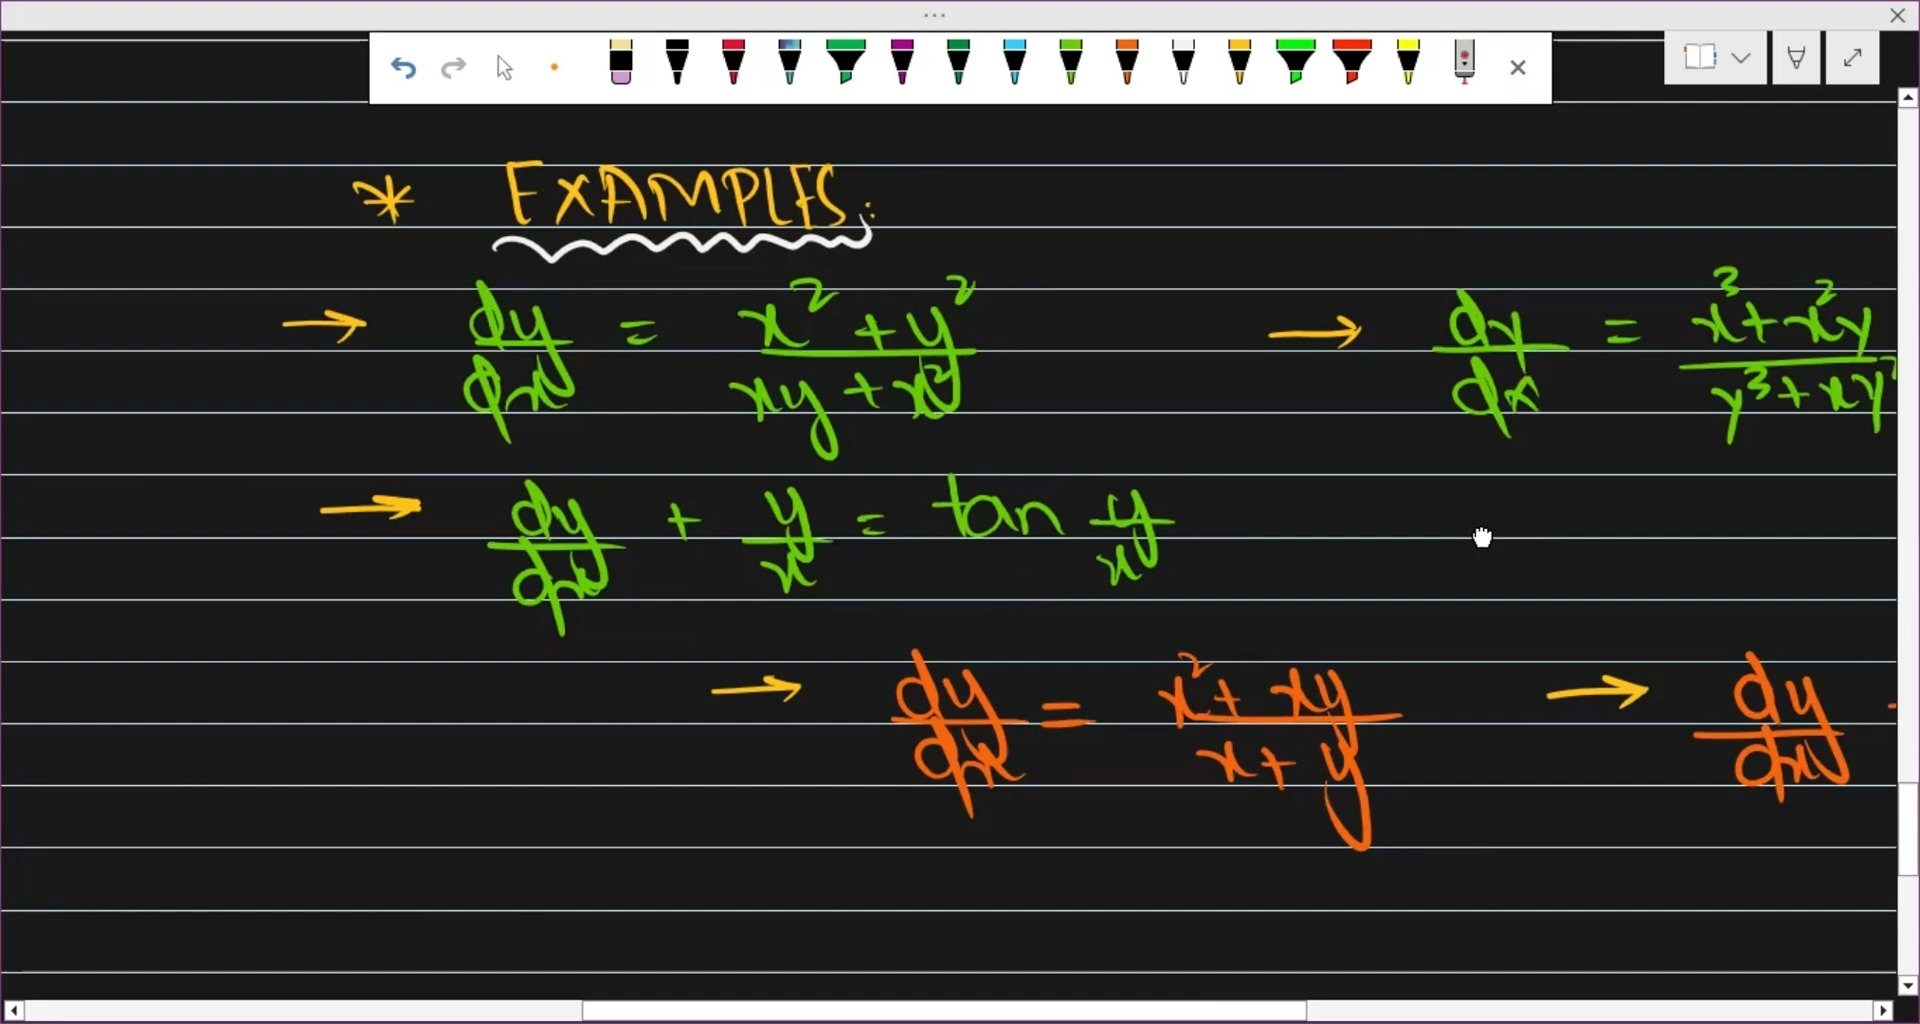 * EXAMPLES:
→ dy/dx = (x² + y²)/(xy + x²)
→ dy/dx = (x³ + x²y)/(y³ + xy
→ dy/dx + y/x = tan y/x
→ dy/dx = (x² + xy)/(x + y)
→ dy/dx